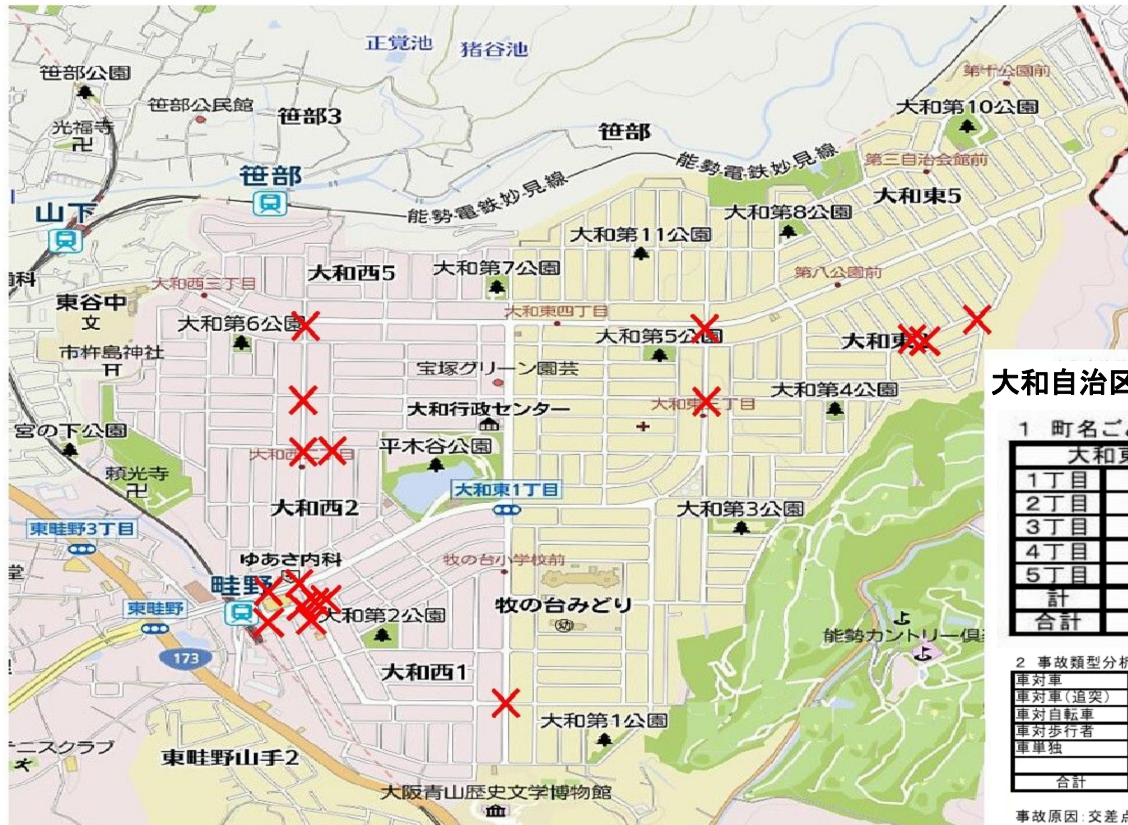 正覚池
猪谷池
笹部公園
笹部公民館
笹部3
笹部
光福寺
第十公園前
大和第10公園
能勢電鉄妙見線
能勢電鉄妙見線
第三自治会館前
大和東5
笹部
山下
大和第8公園
大和第11公園
大和西5
大和第7公園
第八公園前
大和西三丁目
歯科
東谷中
文
大和第6公園
大和東四丁目
大和第5公園
市杵島神社
宝塚グリーン園芸
大和第4公園
大和東三丁目
大和行政センター
宮の下公園
平木谷公園
頼光寺
大和西2
大和東1丁目
大和第3公園
東畦野3丁目
ゆあさ内科
牧の台小学校前
畦野
東畦野
大和第2公園
牧の台みどり
幼
能勢カントリー倶
173
大和西1
大和第1公園
テニスクラブ
東畦野山手2
大阪青山歴史文学博物館
大和自治区
1 町名ご
大和東
1丁目
2丁目
3丁目
4丁目
5丁目
計
合計
2 事故類型分析
車対車
車対車(追突)
車対自転車
車対歩行者
車単独
合計
事故原因:交差点